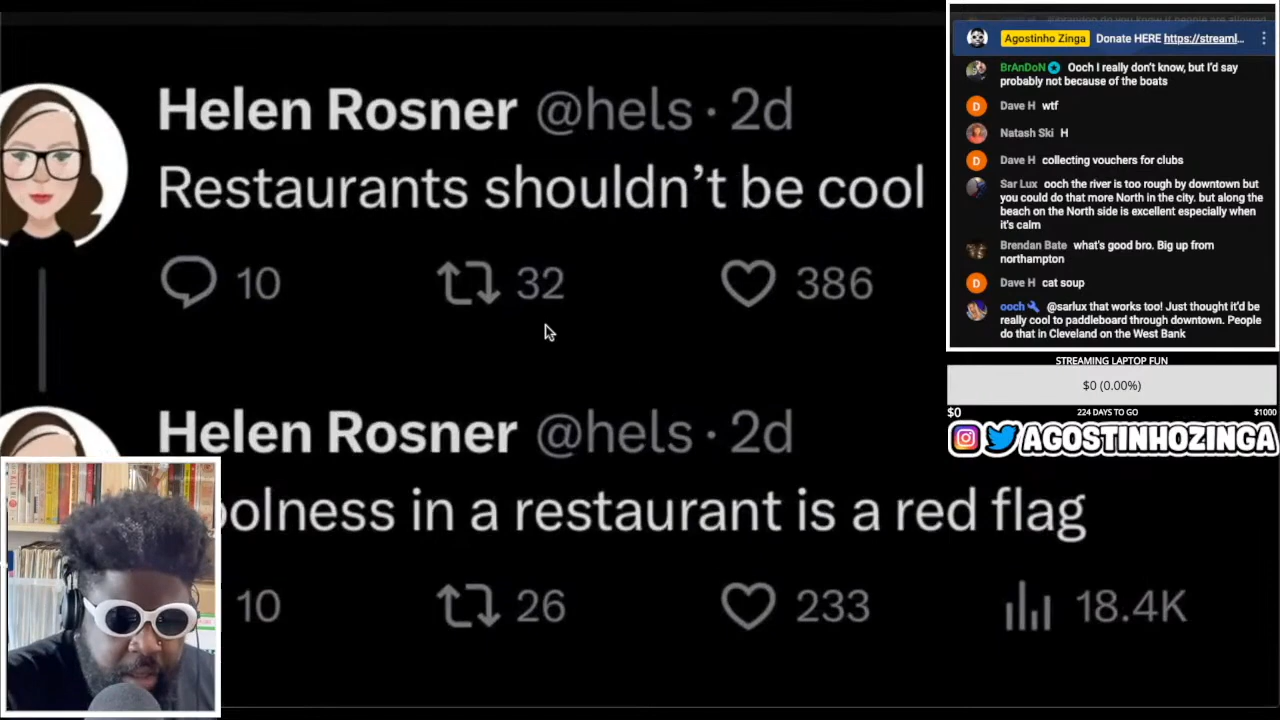 Helen Rosner @hels · 2d
Restaurants shouldn't be cool
10 32 386
Helen Rosner @hels · 2d
oolness in a restaurant is a red flag
10 26 233 18.4K
Agostinho Zinga Donate HERE https://streaml...
BrAnDoN Ooch I really don't know, but I'd say
probably not because of the boats
Dave H wtf
Natash Ski H
Dave H collecting vouchers for clubs
Sar Lux ooch the river is too rough by downtown but
you could do that more North in the city. but along the
beach on the North side is excellent especially when
it's calm
Brendan Bate what's good bro. Big up from
northampton
Dave H cat soup
ooch @sarlux that works too! Just thought it'd be
really cool to paddleboard through downtown. People
do that in Cleveland on the West Bank
STREAMING LAPTOP FUN
$0 (0.00%)
$0 224 DAYS TO GO $1000
AGOSTINHOZINGA